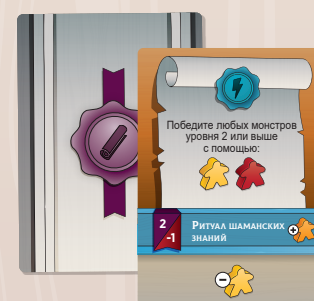 Победите любых монстров
уровня 2 или выше
с помощью:
2
-1
Ритуал шаманских
знаний